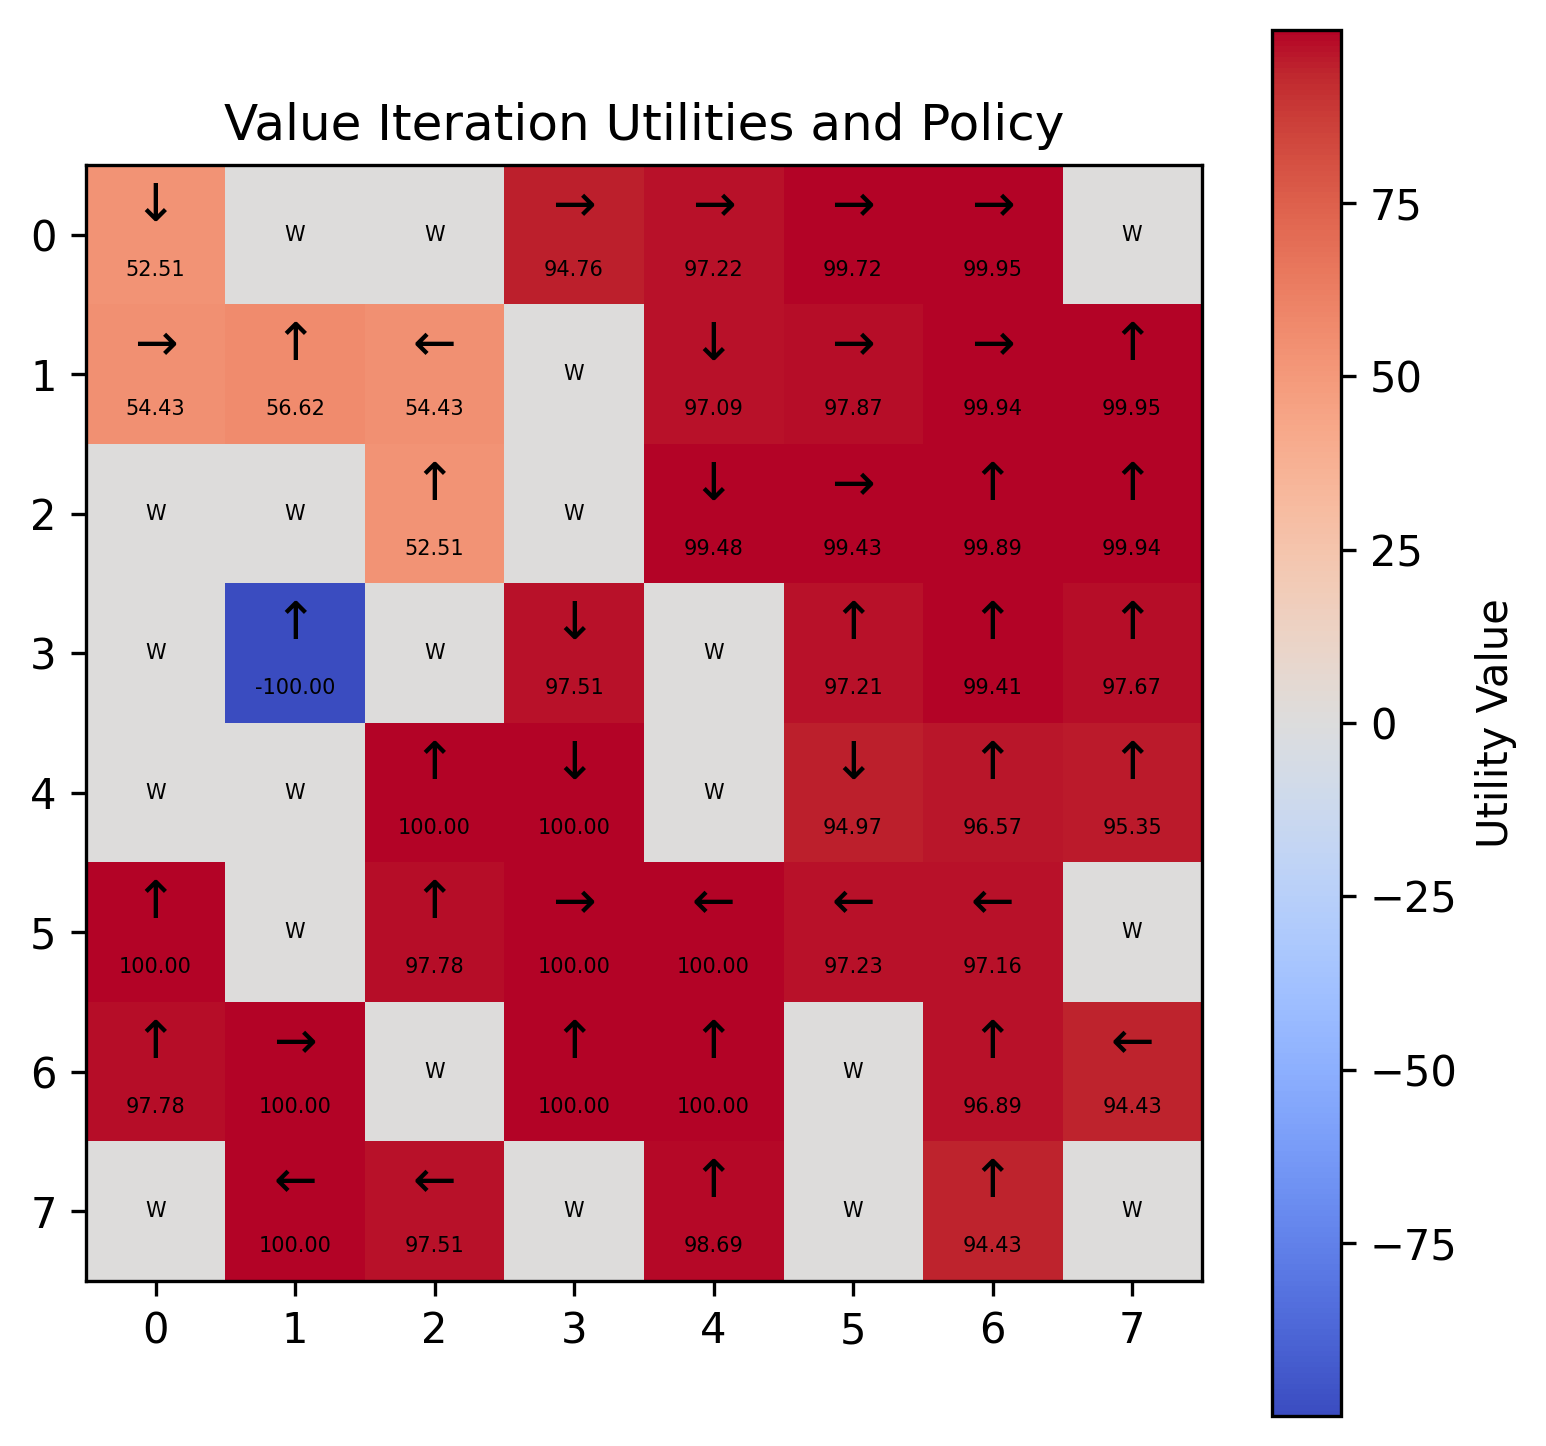 Value Iteration Utilities and Policy
0 ↓ W W → → → → W
52.51 94.76 97.22 99.72 99.95
1 → ↑ ← W ↓ → → ↑
54.43 56.62 54.43 97.09 97.87 99.94 99.95
2 W W ↑ W ↓ → ↑ ↑
52.51 99.48 99.43 99.89 99.94
3 W ↑ W ↓ W ↑ ↑ ↑
-100.00 97.51 97.21 99.41 97.67
4 W W ↑ ↓ W ↓ ↑ ↑
100.00 100.00 94.97 96.57 95.35
5 ↑ W ↑ → ← ← ← W
100.00 97.78 100.00 100.00 97.23 97.16
6 ↑ → W ↑ ↑ W ↑ ←
97.78 100.00 100.00 100.00 96.89 94.43
7 W ← ← W ↑ W ↑ W
100.00 97.51 98.69 94.43
0 1 2 3 4 5 6 7
75
50
25
0
−25
−50
−75
Utility Value